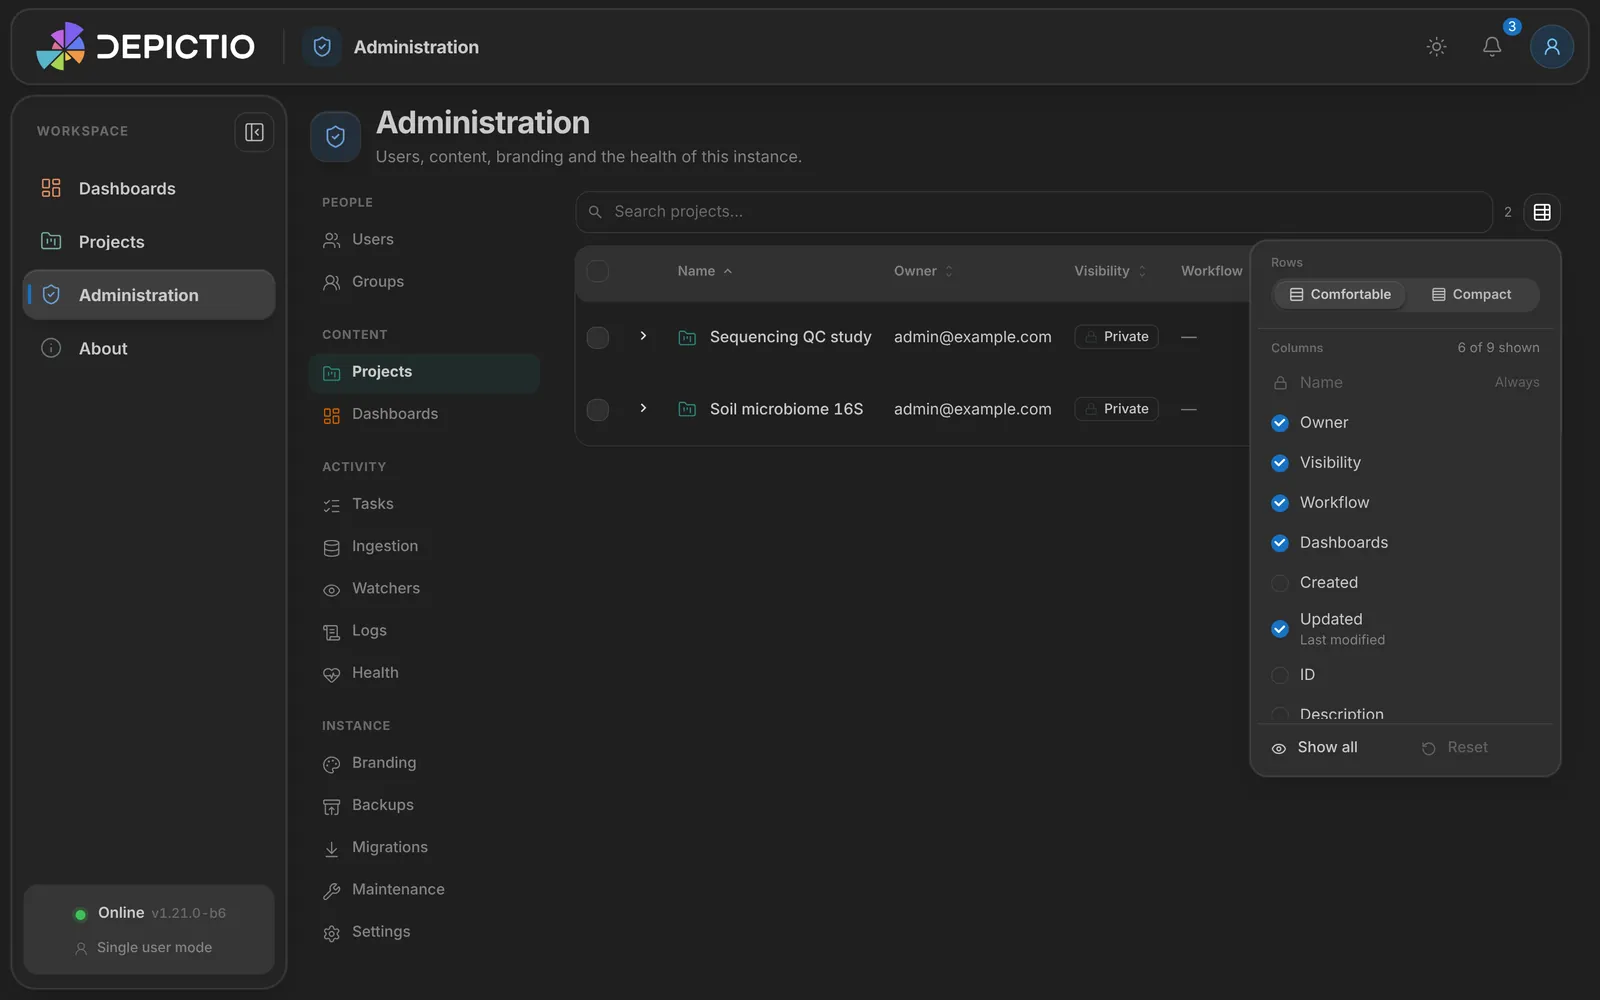 DEPICTIO
Administration
3
WORKSPACE
Dashboards
Projects
Administration
About
Online v1.21.0-b6
Single user mode
Administration
Users, content, branding and the health of this instance.
PEOPLE
Users
Groups
CONTENT
Projects
Dashboards
ACTIVITY
Tasks
Ingestion
Watchers
Logs
Health
INSTANCE
Branding
Backups
Migrations
Maintenance
Settings
Search projects...
2
Name Owner Visibility Workflow
Sequencing QC study admin@example.com Private —
Soil microbiome 16S admin@example.com Private —
Rows
Comfortable Compact
Columns 6 of 9 shown
Name Always
Owner
Visibility
Workflow
Dashboards
Created
Updated
Last modified
ID
Description
Show all Reset